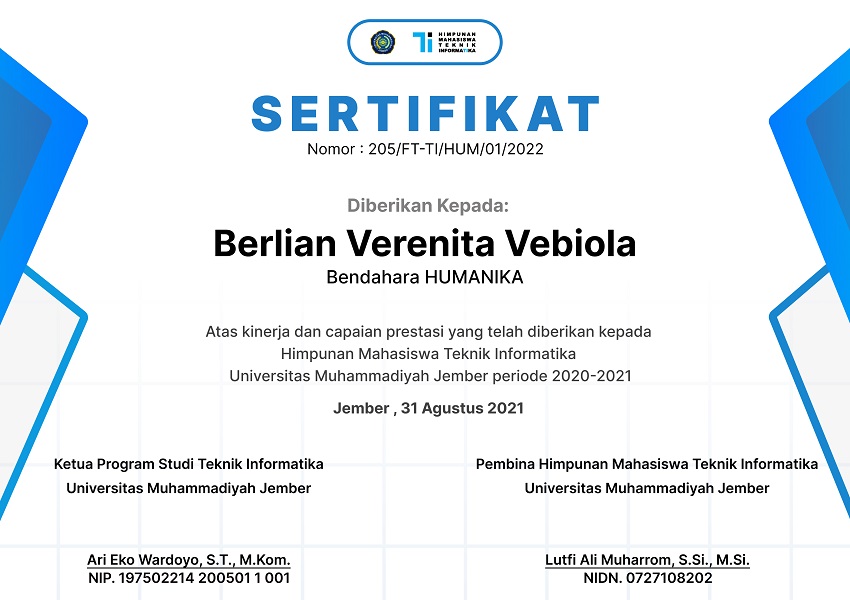 HIMPUNAN
MAHASISWA
TEKNIK
INFORMATIKA
SERTIFIKAT
Nomor : 205/FT-TI/HUM/01/2022
Diberikan Kepada:
Berlian Verenita Vebiola
Bendahara HUMANIKA
Atas kinerja dan capaian prestasi yang telah diberikan kepada
Himpunan Mahasiswa Teknik Informatika
Universitas Muhammadiyah Jember periode 2020-2021
Jember , 31 Agustus 2021
Ketua Program Studi Teknik Informatika
Universitas Muhammadiyah Jember
Ari Eko Wardoyo, S.T., M.Kom.
NIP. 197502214 200501 1 001
Pembina Himpunan Mahasiswa Teknik Informatika
Universitas Muhammadiyah Jember
Lutfi Ali Muharrom, S.Si., M.Si.
NIDN. 0727108202